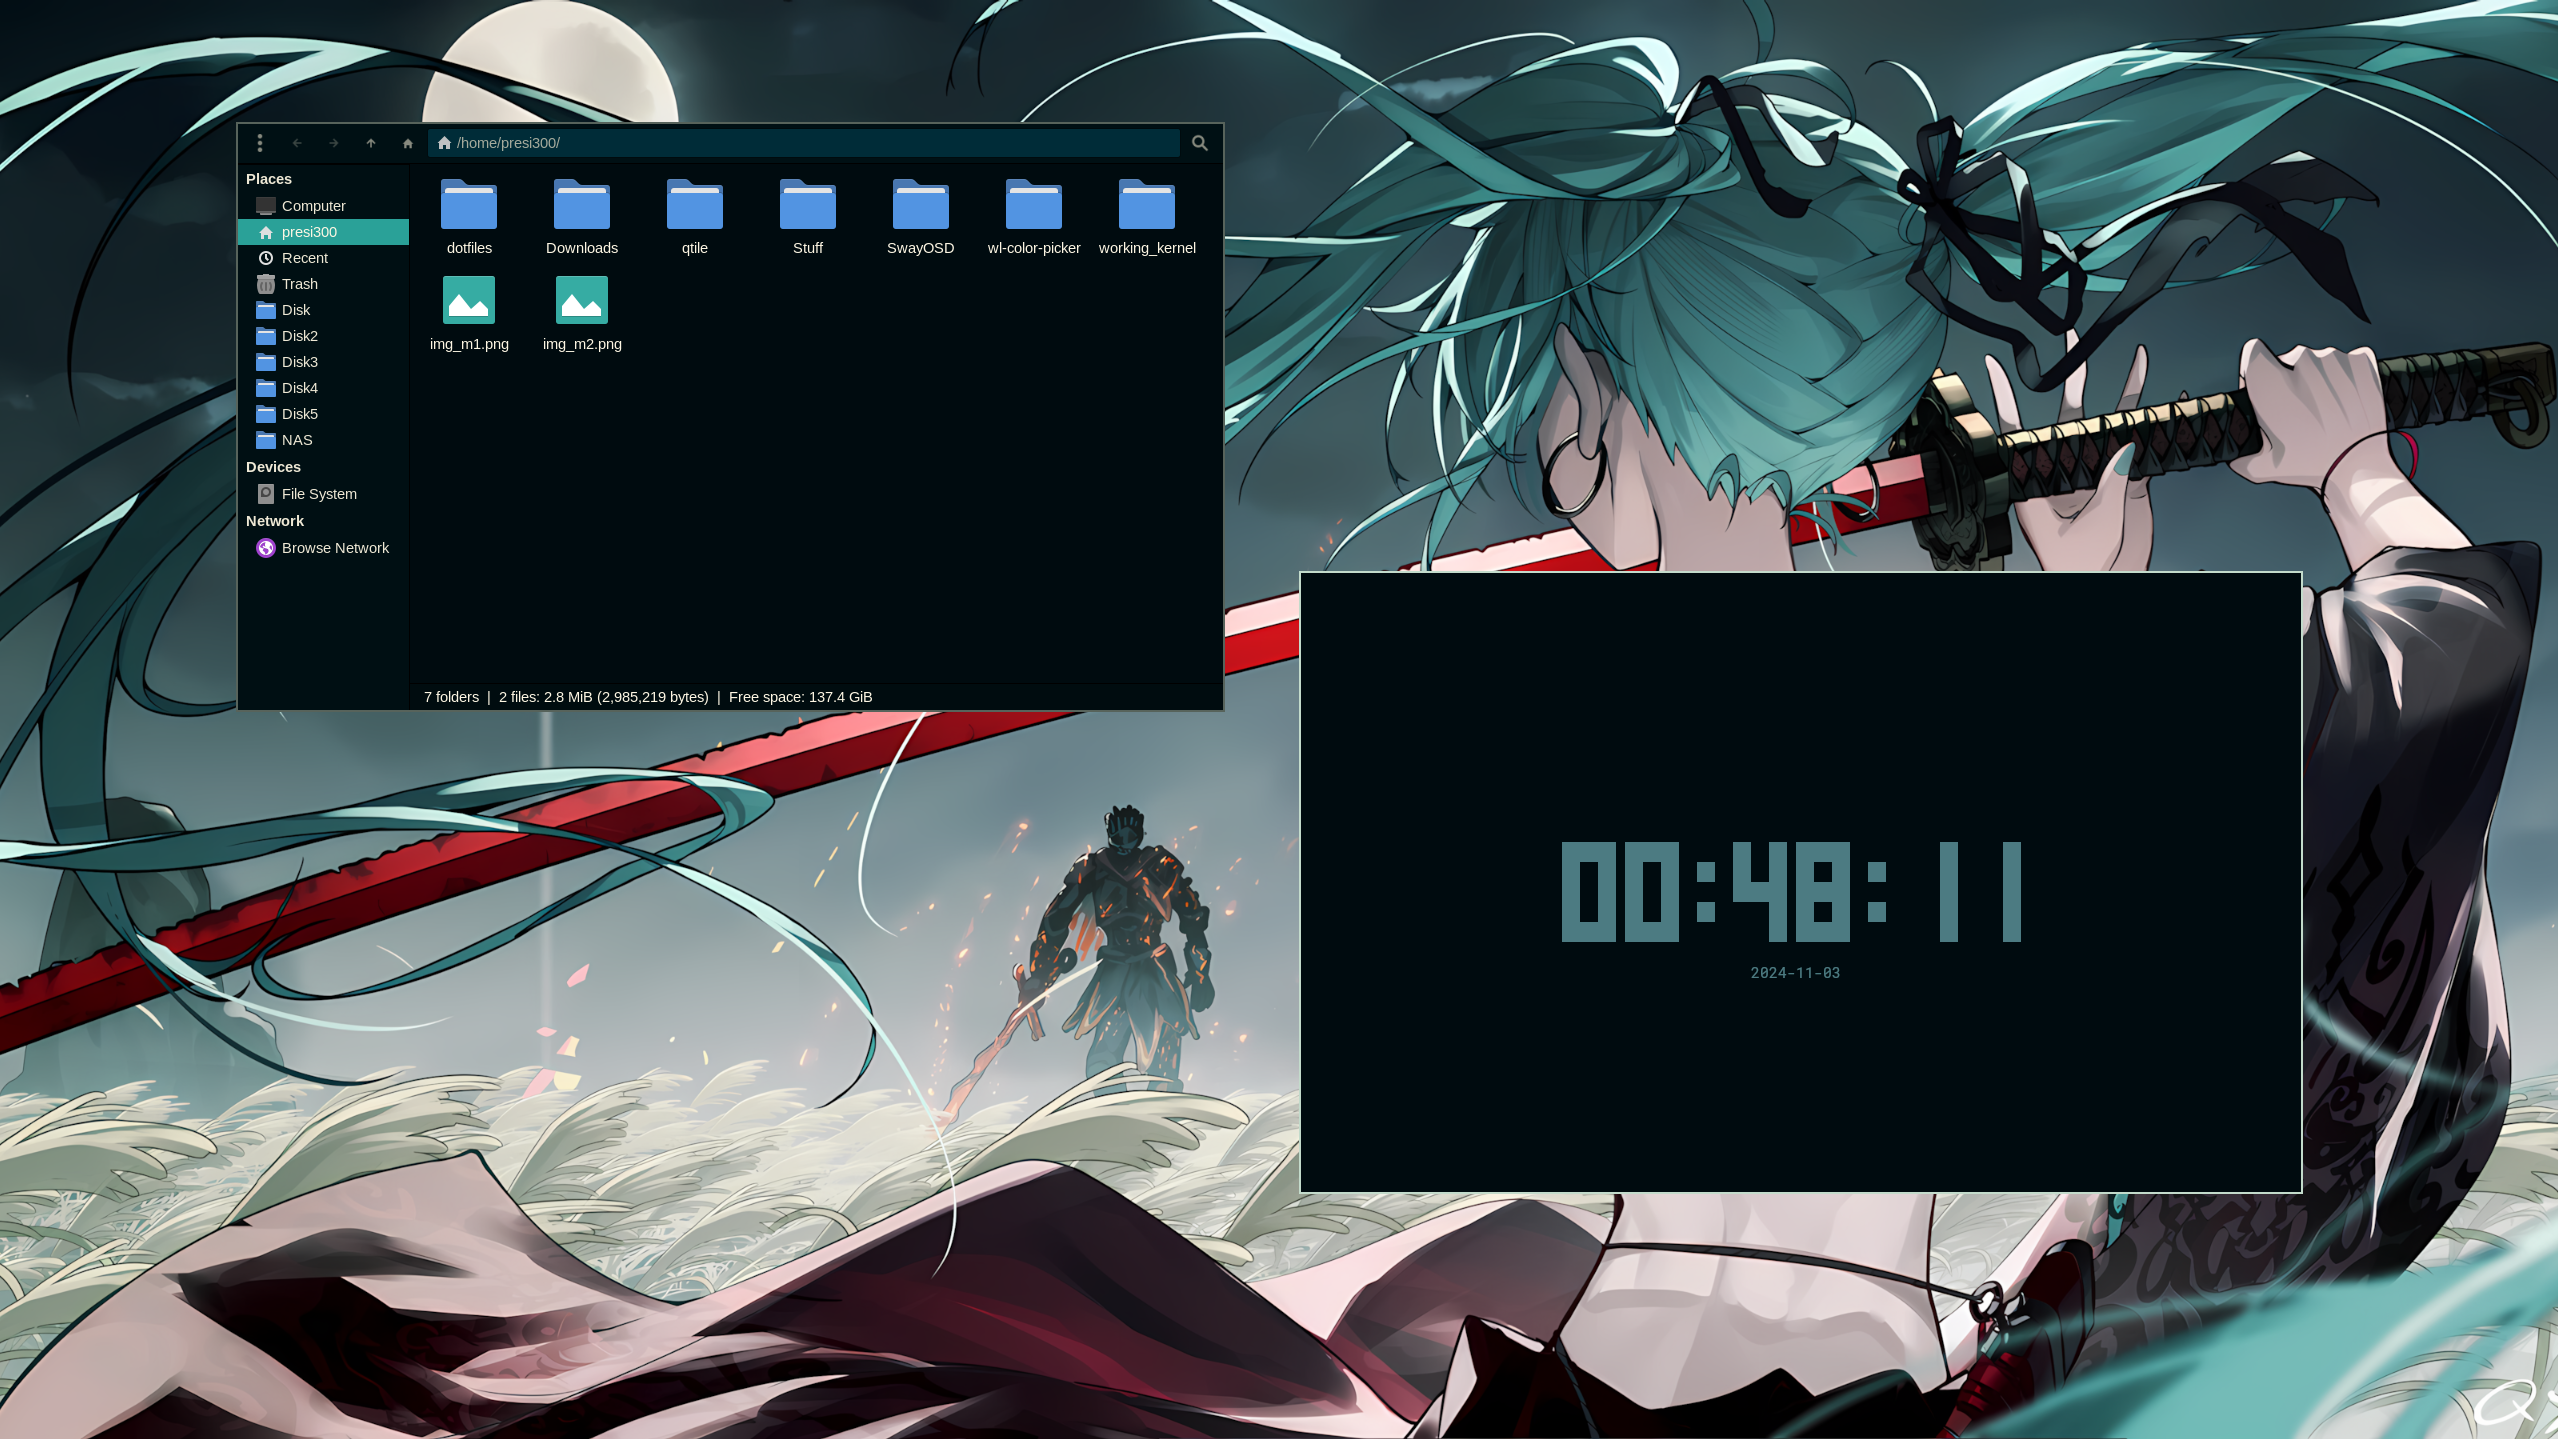 /home/presi300/
Places
Computer
presi300
Recent
Trash
Disk
Disk2
Disk3
Disk4
Disk5
NAS
Devices
File System
Network
Browse Network
dotfiles Downloads qtile Stuff SwayOSD wl-color-picker working_kernel
img_m1.png img_m2.png
7 folders | 2 files: 2.8 MiB (2,985,219 bytes) | Free space: 137.4 GiB
00:48:11
2024-11-03